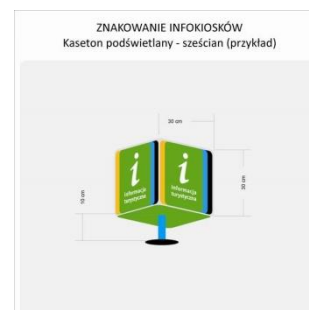 ZNAKOWANIE INFOKIOSKÓW
Kaseton podświetlany - sześcian (przykład)
30 cm
i
informacja
turystyczna
i
informacja
turystyczna
30 cm
10 cm